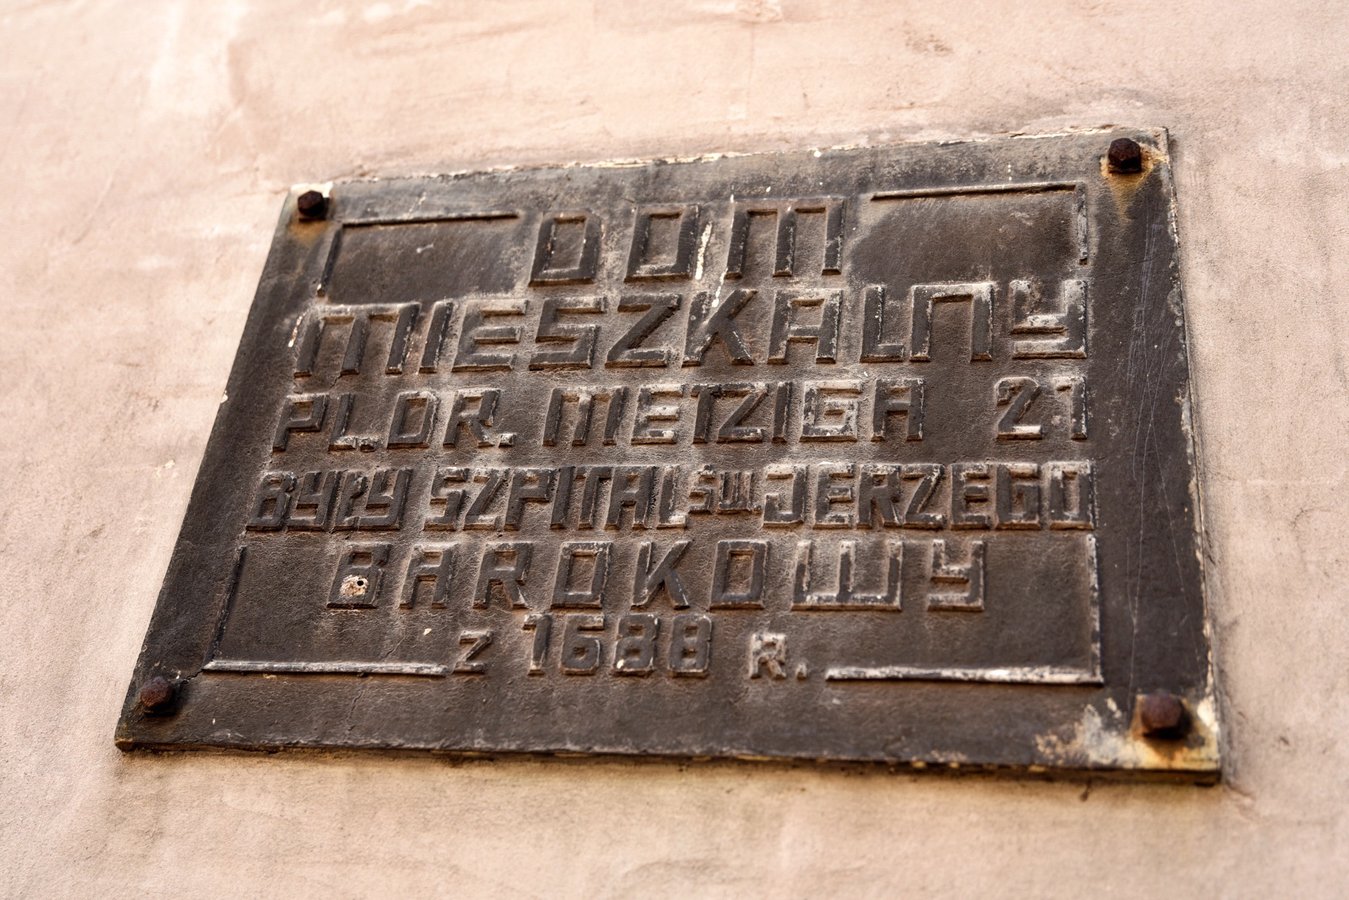 DOM
MIESZKALNY
PL.DR. METZIGA 21
BYŁY SZPITAL ŚW. JERZEGO
BAROKOWY
Z 1688 R.